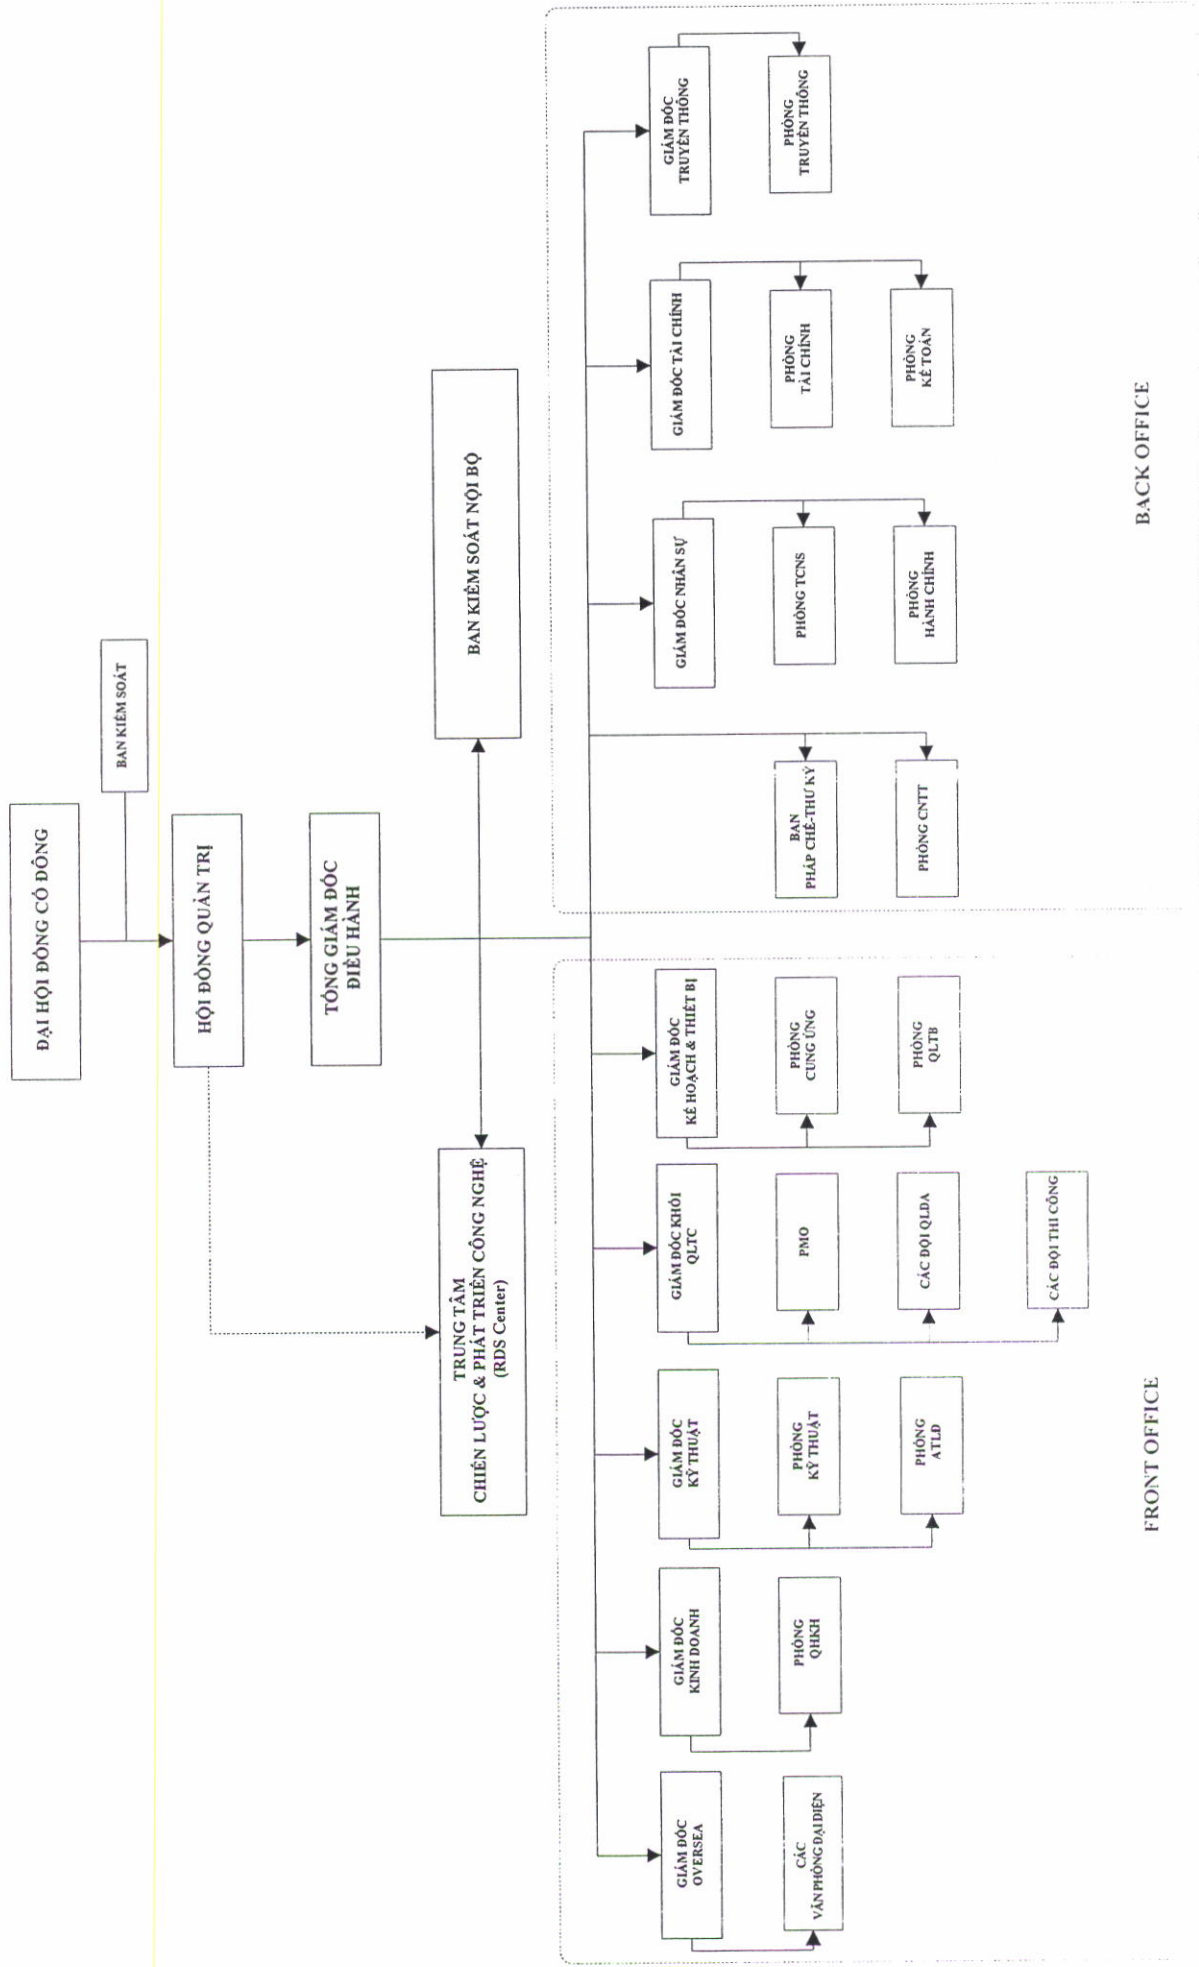 ĐẠI HỘI ĐỒNG CỔ ĐÔNG
BAN KIỂM SOÁT
HỘI ĐỒNG QUẢN TRỊ
TỔNG GIÁM ĐỐC
ĐIỀU HÀNH
TRUNG TÂM
CHIẾN LƯỢC & PHÁT TRIỂN CÔNG NGHỆ
(RDS Center)
BAN KIỂM SOÁT NỘI BỘ
GIÁM ĐỐC
OVERSEA
CÁC
VĂN PHÒNG ĐẠI DIỆN
GIÁM ĐỐC
KINH DOANH
PHÒNG
QHKH
GIÁM ĐỐC
KỸ THUẬT
PHÒNG
KỸ THUẬT
PHÒNG
ATLĐ
GIÁM ĐỐC KHỐI
QLTC
PMO
CÁC ĐỘI QLDA
CÁC ĐỘI THI CÔNG
GIÁM ĐỐC
KẾ HOẠCH & THIẾT BỊ
PHÒNG
CUNG ỨNG
PHÒNG
QLTB
BAN
PHÁP CHẾ-THƯ KÝ
PHÒNG CNTT
GIÁM ĐỐC NHÂN SỰ
PHÒNG TCNS
PHÒNG
HÀNH CHÍNH
GIÁM ĐỐC TÀI CHÍNH
PHÒNG
TÀI CHÍNH
PHÒNG
KẾ TOÁN
GIÁM ĐỐC
TRUYỀN THÔNG
PHÒNG
TRUYỀN THÔNG
FRONT OFFICE
BACK OFFICE